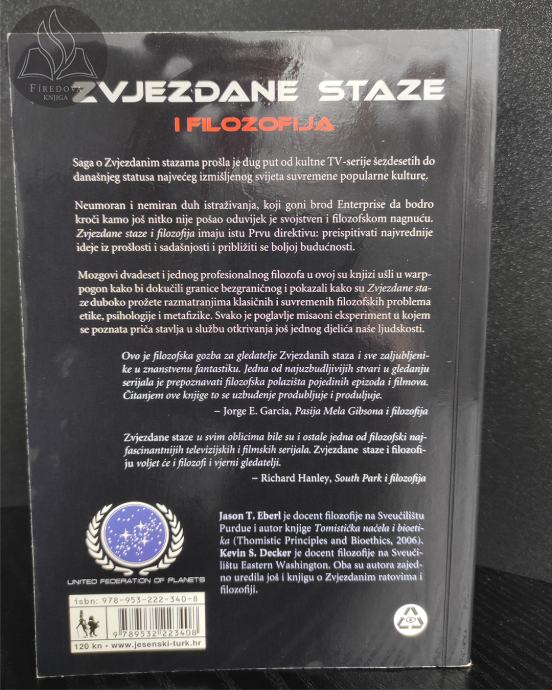 FIREDOVA
KNJIGA
ZVJEZDANE STAZE
I FILOZOFIJA
Saga o Zvjezdanim stazama prošla je dug put od kultne TV-serije šezdesetih do
današnjeg statusa najvećeg izmišljenog svijeta suvremene popularne kulture.
Neumoran i nemiran duh istraživanja, koji goni brod Enterprise da bodro
kroči kamo još nitko nije pošao oduvijek je svojstven i filozofskom nagnuću.
Zvjezdane staze i filozofija imaju istu Prvu direktivu: preispitivati najvrednije
ideje iz prošlosti i sadašnjosti i približiti se boljoj budućnosti.
Mozgovi dvadeset i jednog profesionalnog filozofa u ovoj su knjizi ušli u warp-
pogon kako bi dokučili granice bezgraničnog i pokazali kako su Zvjezdane sta-
ze duboko prožete razmatranjima klasičnih i suvremenih filozofskih problema
etike, psihologije i metafizike. Svako je poglavlje misaoni eksperiment u kojem
se poznata priča stavlja u službu otkrivanja još jednog djelića naše ljudskosti.
Ovo je filozofska gozba za gledatelje Zvjezdanih staza i sve zaljubljeni-
ke u znanstvenu fantastiku. Jedna od najuzbudljivijih stvari u gledanju
serijala je prepoznavati filozofska polazišta pojedinih epizoda i filmova.
Čitanjem ove knjige to se uzbuđenje produbljuje i produljuje.
– Jorge E. Garcia, Pasija Mela Gibsona i filozofija
Zvjezdane staze u svim oblicima bile su i ostale jedna od filozofski naj-
fascinantnijih televizijskih i filmskih serijala. Zvjezdane staze i filozofi-
ju voljet će i filozofi i vjerni gledatelji.
– Richard Hanley, South Park i filozofija
Jason T. Eberl je docent filozofije na Sveučilištu
Purdue i autor knjige Tomistička načela i bioeti-
ka (Thomistic Principles and Bioethics, 2006).
Kevin S. Decker je docent filozofije na Sveuči-
lištu Eastern Washington. Oba su autora zajed-
no uredila još i knjigu o Zvjezdanim ratovima i
filozofiji.
UNITED FEDERATION OF PLANETS
isbn: 978-953-222-340-8
9 789532 223408
120 kn - www.jesenski-turk.hr